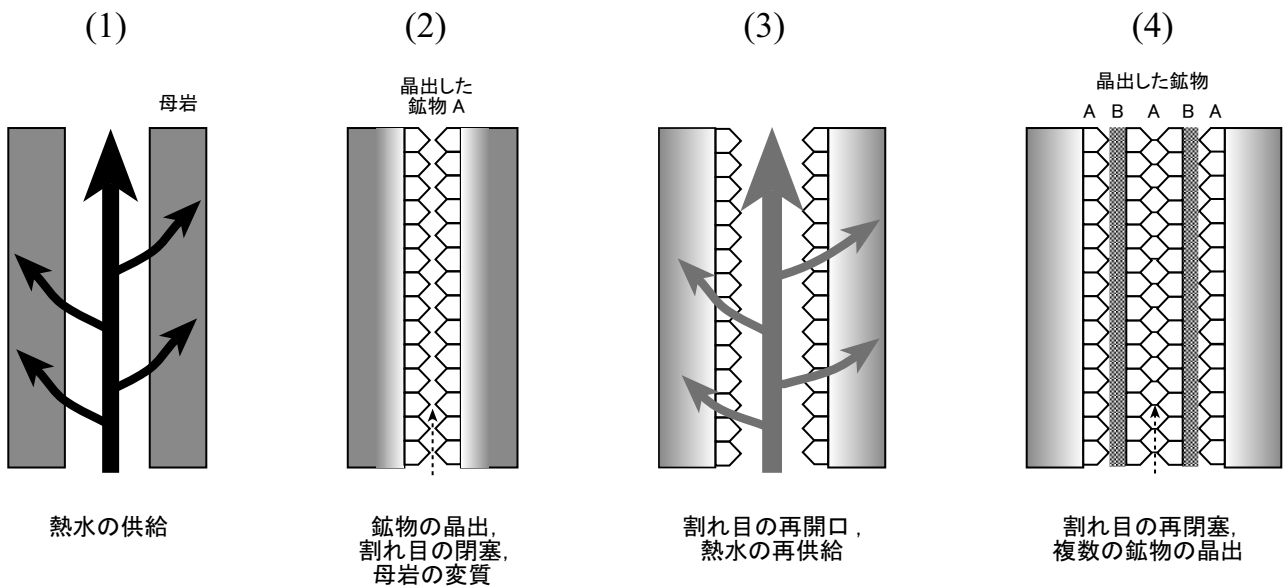 (1)
(2)
(3)
(4)
母岩
晶出した
鉱物 A
晶出した鉱物
A B A B A
熱水の供給
鉱物の晶出,
割れ目の閉塞,
母岩の変質
割れ目の再開口,
熱水の再供給
割れ目の再閉塞,
複数の鉱物の晶出